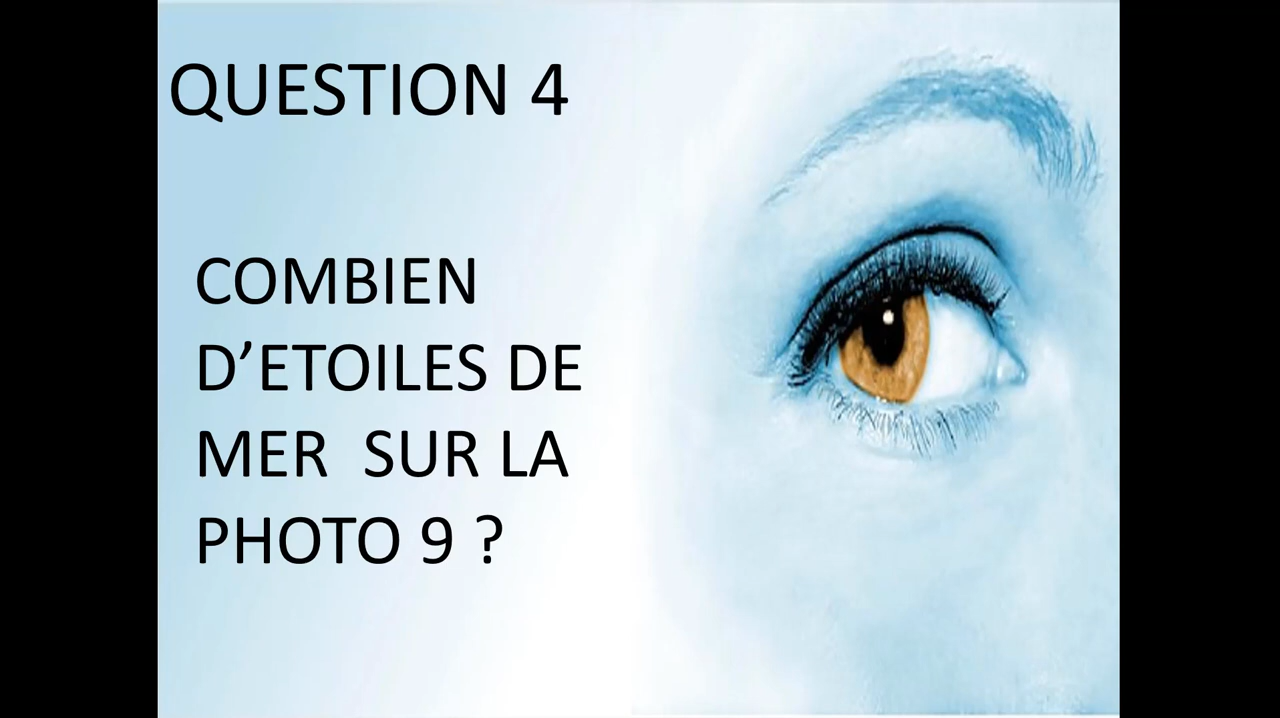 QUESTION 4
COMBIEN
D’ETOILES DE
MER  SUR LA
PHOTO 9 ?